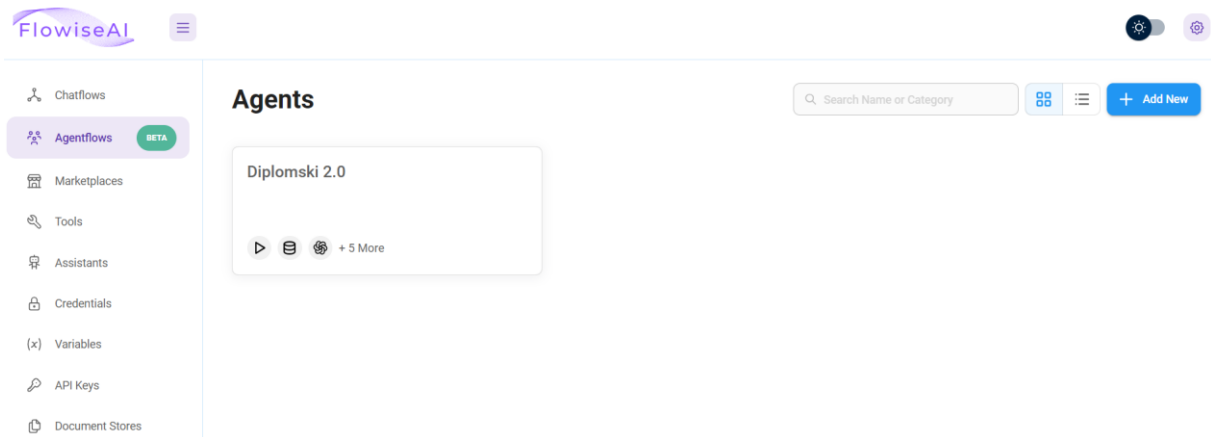 FlowiseAI
Chatflows
Agentflows BETA
Marketplaces
Tools
Assistants
Credentials
(x) Variables
API Keys
Document Stores
Agents
Search Name or Category
+ Add New
Diplomski 2.0
+ 5 More